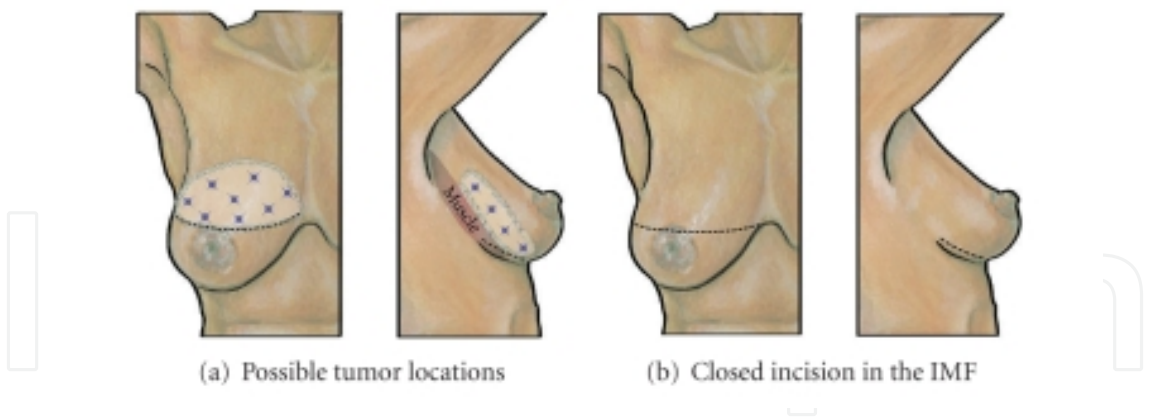 Muscle
(a) Possible tumor locations
(b) Closed incision in the IMF